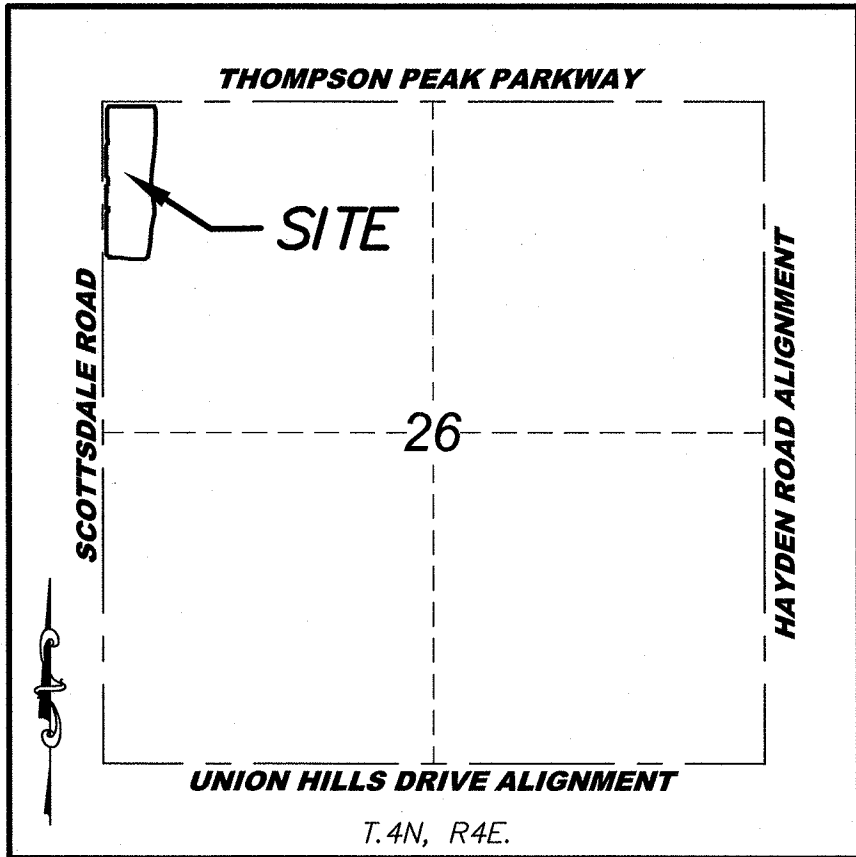 THOMPSON PEAK PARKWAY
SITE
SCOTTSDALE ROAD
26
HAYDEN ROAD ALIGNMENT
UNION HILLS DRIVE ALIGNMENT
T.4N, R4E.